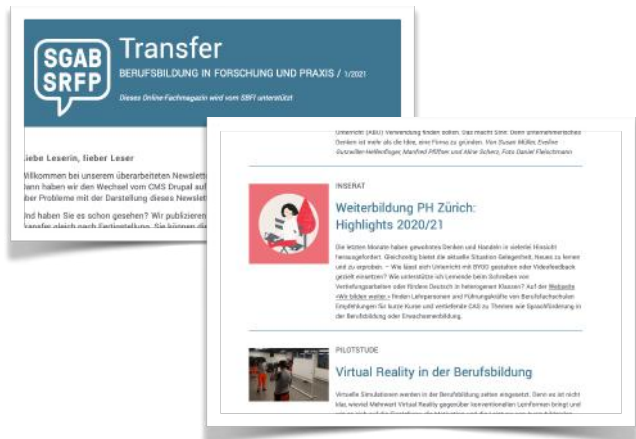 SGAB
SRFP
Transfer
BERUFSBILDUNG IN FORSCHUNG UND PRAXIS / 1/2021
Dieses Online-Fachmagazin wird vom SBFI unterstützt
Liebe Leserin, lieber Leser
Willkommen bei unserem überarbeiteten Newslett
dann haben wir den Wechsel vom CMS Drupal auf
über Probleme mit der Darstellung dieses Newslet
Und haben Sie es schon gesehen? Wir publizieren
Transfer gleich nach Fertigstellung. Sie können die
Unterricht (ABU) Verwendung finden sollen. Das macht Sinn. Denn unternehmerisches
Denken ist mehr als die Idee, eine Firma zu gründen. Von Susan Müller, Eveline
Gutzwiller-Helfenfinger, Manfred Pfiffner und Aline Scherz, Foto Daniel Fleischmann
INSERAT
Weiterbildung PH Zürich:
Highlights 2020/21
Die letzten Monate haben gewohntes Denken und Handeln in vielerlei Hinsicht
herausgefordert. Gleichzeitig bietet die aktuelle Situation Gelegenheit, Neues zu lernen
und zu erproben. – Wie lässt sich Unterricht mit BYOD gestalten oder Videofeedback
gezielt einsetzen? Wie unterstütze ich Lernende beim Schreiben von
Vertiefungsarbeiten oder fördere Deutsch in heterogenen Klassen? Auf der Webseite
«Wir bilden weiter.» finden Lehrpersonen und Führungskräfte von Berufsfachschulen
Empfehlungen für kurze Kurse und vertiefende CAS zu Themen wie Sprachförderung in
der Berufsbildung oder Erwachsenenbildung.
PILOTSTUDE
Virtual Reality in der Berufsbildung
Virtuelle Simulationen werden in der Berufsbildung selten eingesetzt. Denn es ist nicht
klar, wieviel Mehrwert Virtual Reality gegenüber konventionellen Lernformen bringt und